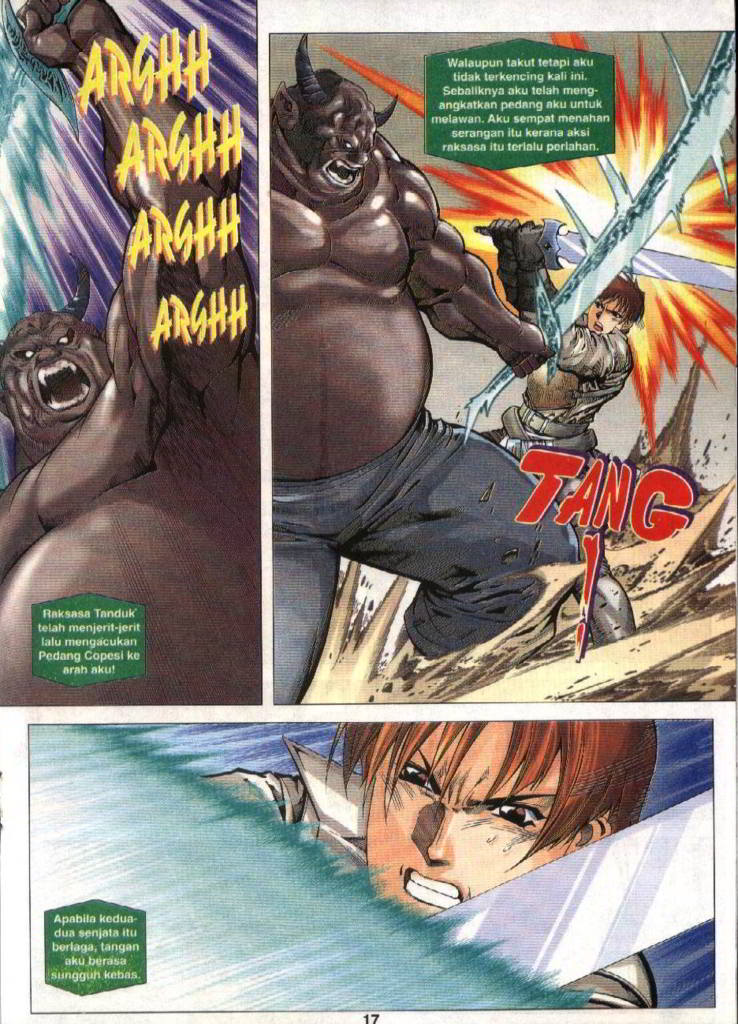 ARGHH
ARGHH
ARGHH
ARGHH
Raksasa Tanduk
telah menjerit-jerit
lalu mengacukan
Pedang Copesi ke
arah aku!
Walaupun takut tetapi aku
tidak terkencing kali ini.
Sebaliknya aku telah meng-
angkatkan pedang aku untuk
melawan. Aku sempat menahan
serangan itu kerana aksi
raksasa itu terlalu perlahan.
TANG
!
Apabila kedua-
dua senjata itu
berlaga, tangan
aku berasa
sungguh kebas.
17